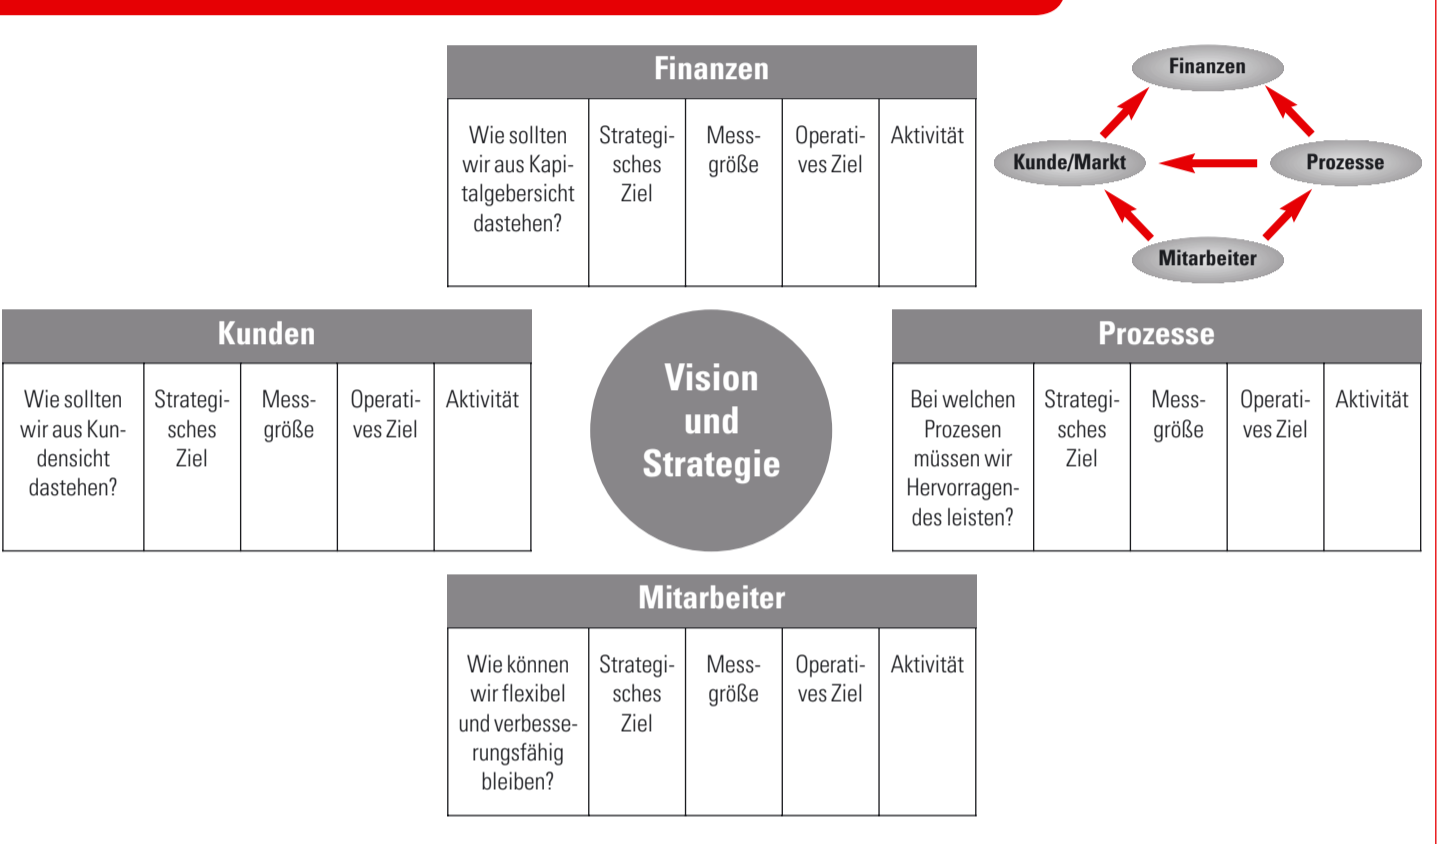 Finanzen
Wie sollten
wir aus Kapi-
talgebersicht
dastehen?
Strategi-
sches
Ziel
Mess-
größe
Operati-
ves Ziel
Aktivität
Finanzen
Kunde/Markt
Prozesse
Mitarbeiter
Kunden
Wie sollten
wir aus Kun-
densicht
dastehen?
Strategi-
sches
Ziel
Mess-
größe
Operati-
ves Ziel
Aktivität
Vision
und
Strategie
Prozesse
Bei welchen
Prozesen
müssen wir
Hervorragen-
des leisten?
Strategi-
sches
Ziel
Mess-
größe
Operati-
ves Ziel
Aktivität
Mitarbeiter
Wie können
wir flexibel
und verbesse-
rungsfähig
bleiben?
Strategi-
sches
Ziel
Mess-
größe
Operati-
ves Ziel
Aktivität